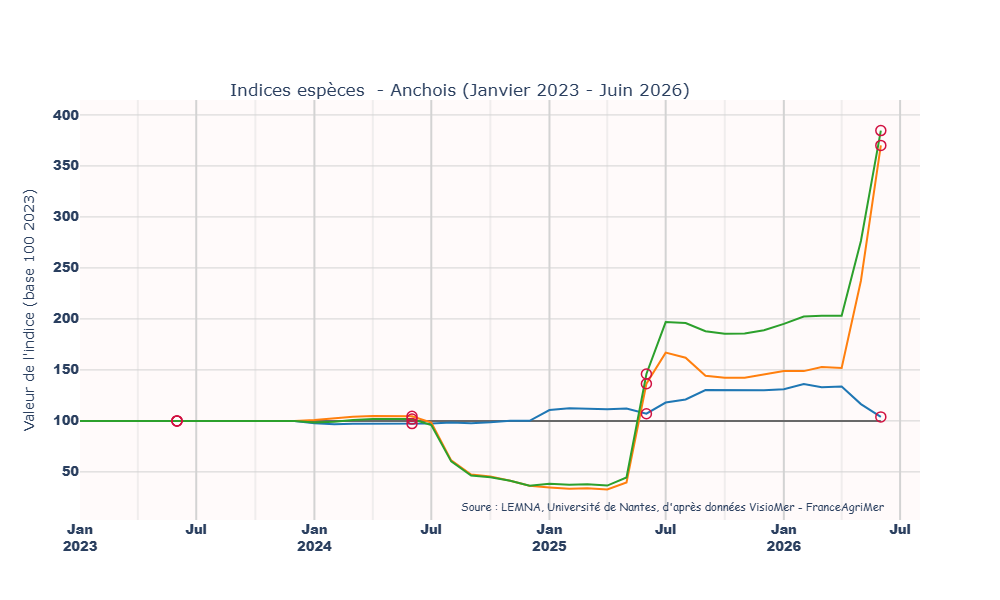 Indices espèces  - Anchois (Janvier 2023 - Juin 2026)
Valeur de l'indice (base 100 2023)
400
350
300
250
200
150
100
50
Soure : LEMNA, Université de Nantes, d'après données VisioMer - FranceAgriMer
Jan Jul Jan Jul Jan Jul Jan Jul
2023 2024 2025 2026